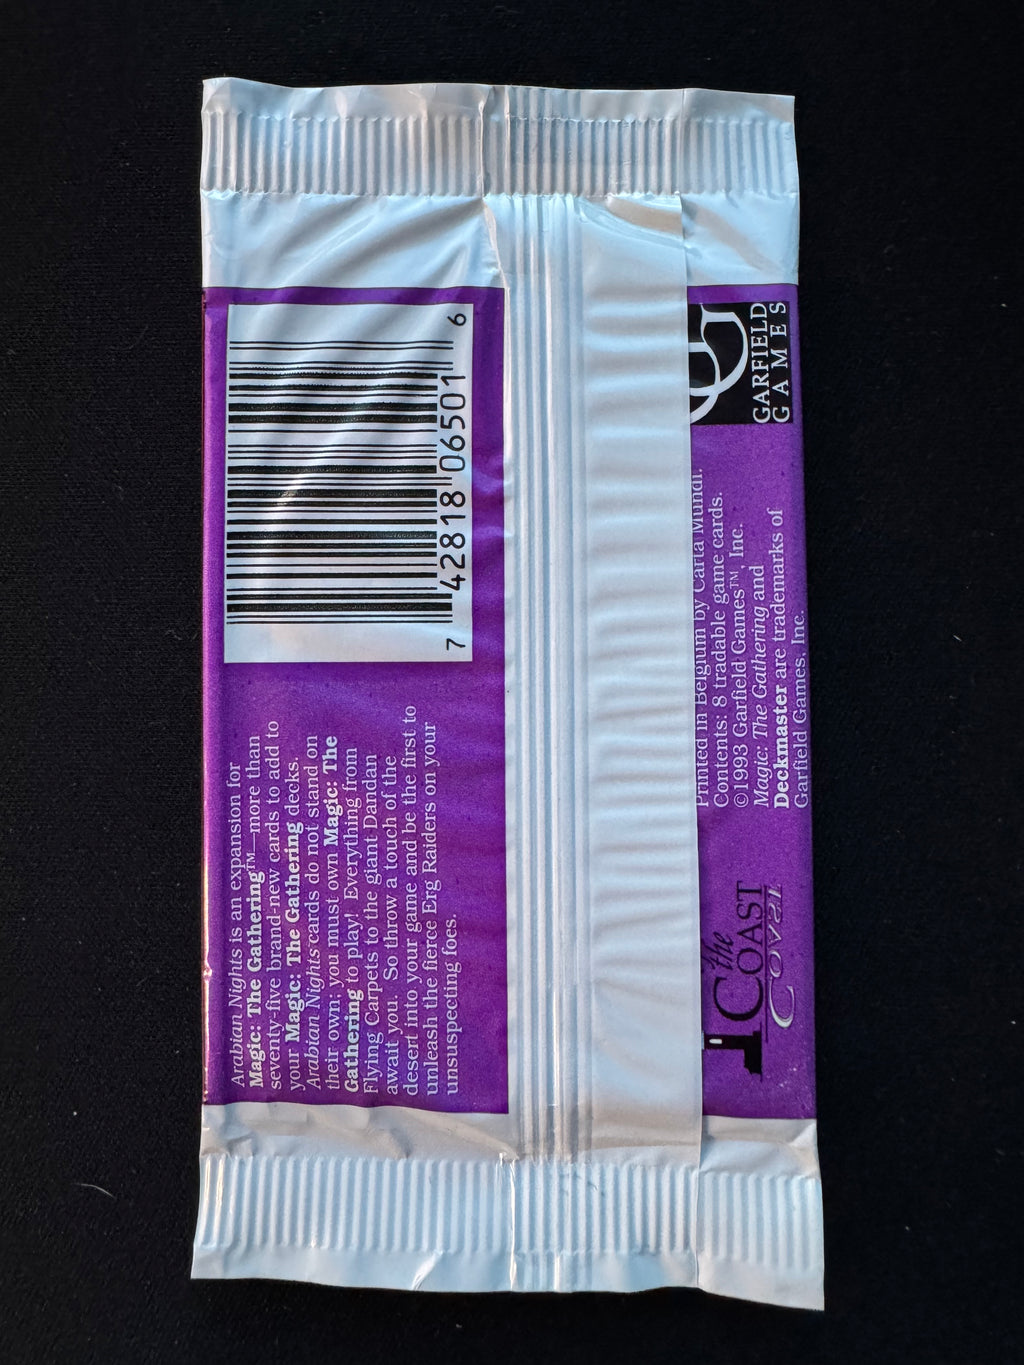 Arabian Nights is an expansion for
Magic: The Gathering™—more than
seventy-five brand-new cards to add to
your Magic: The Gathering decks.
Arabian Nights cards do not stand on
their own; you must own Magic: The
Gathering to play! Everything from
Flying Carpets to the giant Dandan
await you. So throw a touch of the
desert into your game and be the first to
unleash the fierce Erg Raiders on your
unsuspecting foes.
7 42818 06501 6
the
COAST
Printed in Belgium by Carta Mundi.
Contents: 8 tradable game cards.
©1993 Garfield Games™, Inc.
Magic: The Gathering and
Deckmaster are trademarks of
Garfield Games, Inc.
GARFIELD
GAMES